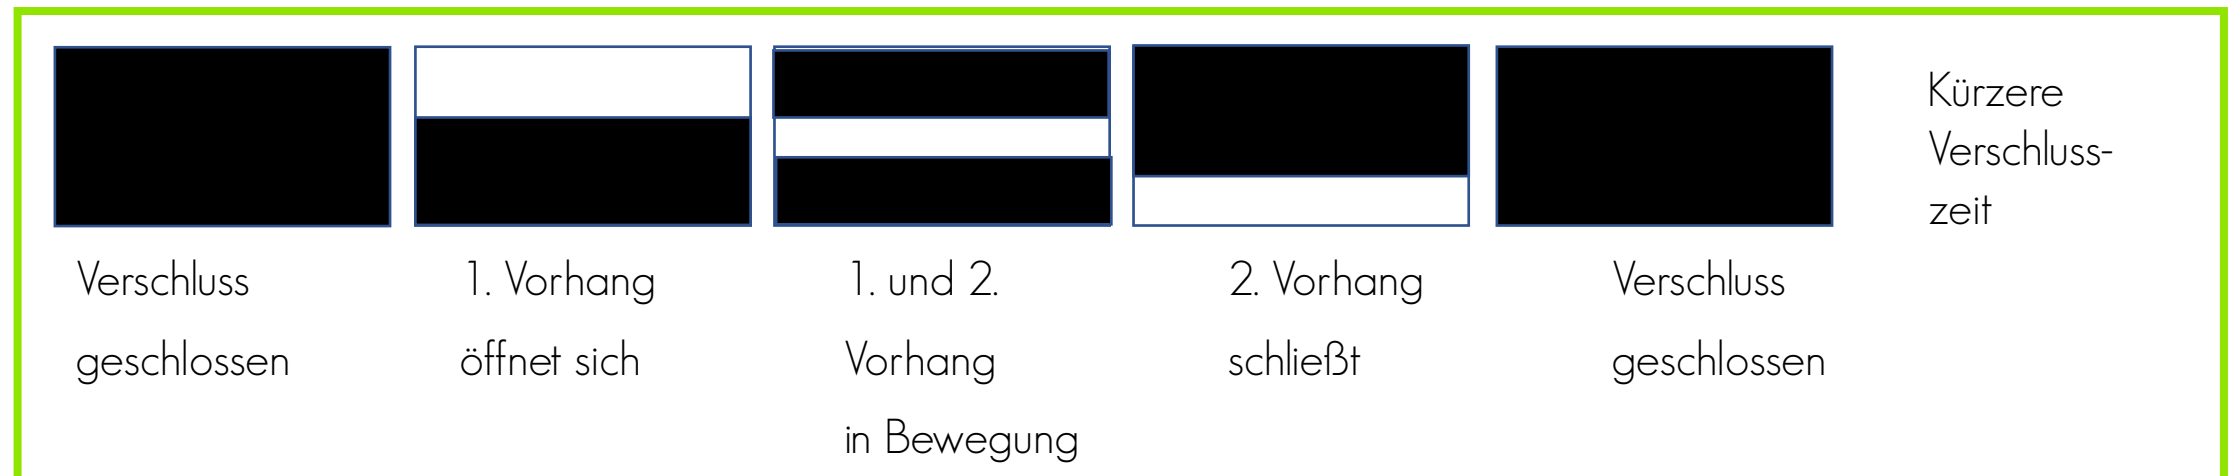 Kürzere
Verschluss-
zeit
Verschluss
geschlossen
1. Vorhang
öffnet sich
1. und 2.
Vorhang
in Bewegung
2. Vorhang
schließt
Verschluss
geschlossen